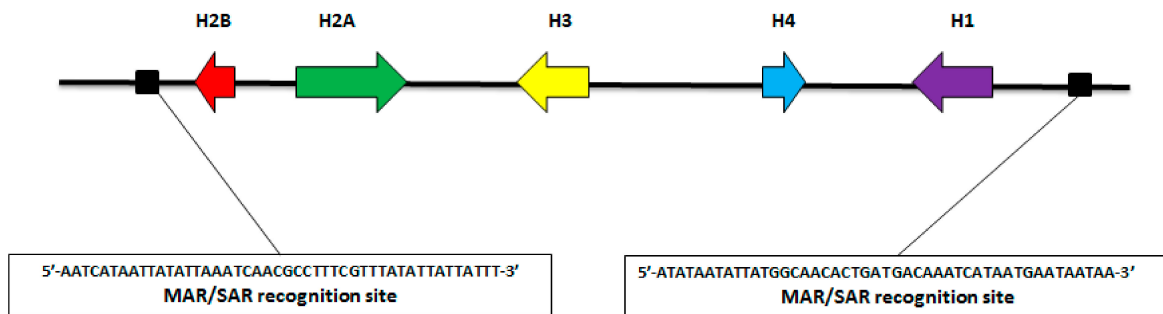 H2B H2A H3 H4 H1
5’-AATCATAATTATATTAAATCAACGCCTTTCGTTTATATTATTATTT-3’
MAR/SAR recognition site
5’-ATATAATATTATGGCAACACTGATGACAAATCATAATGAATAATAA-3’
MAR/SAR recognition site